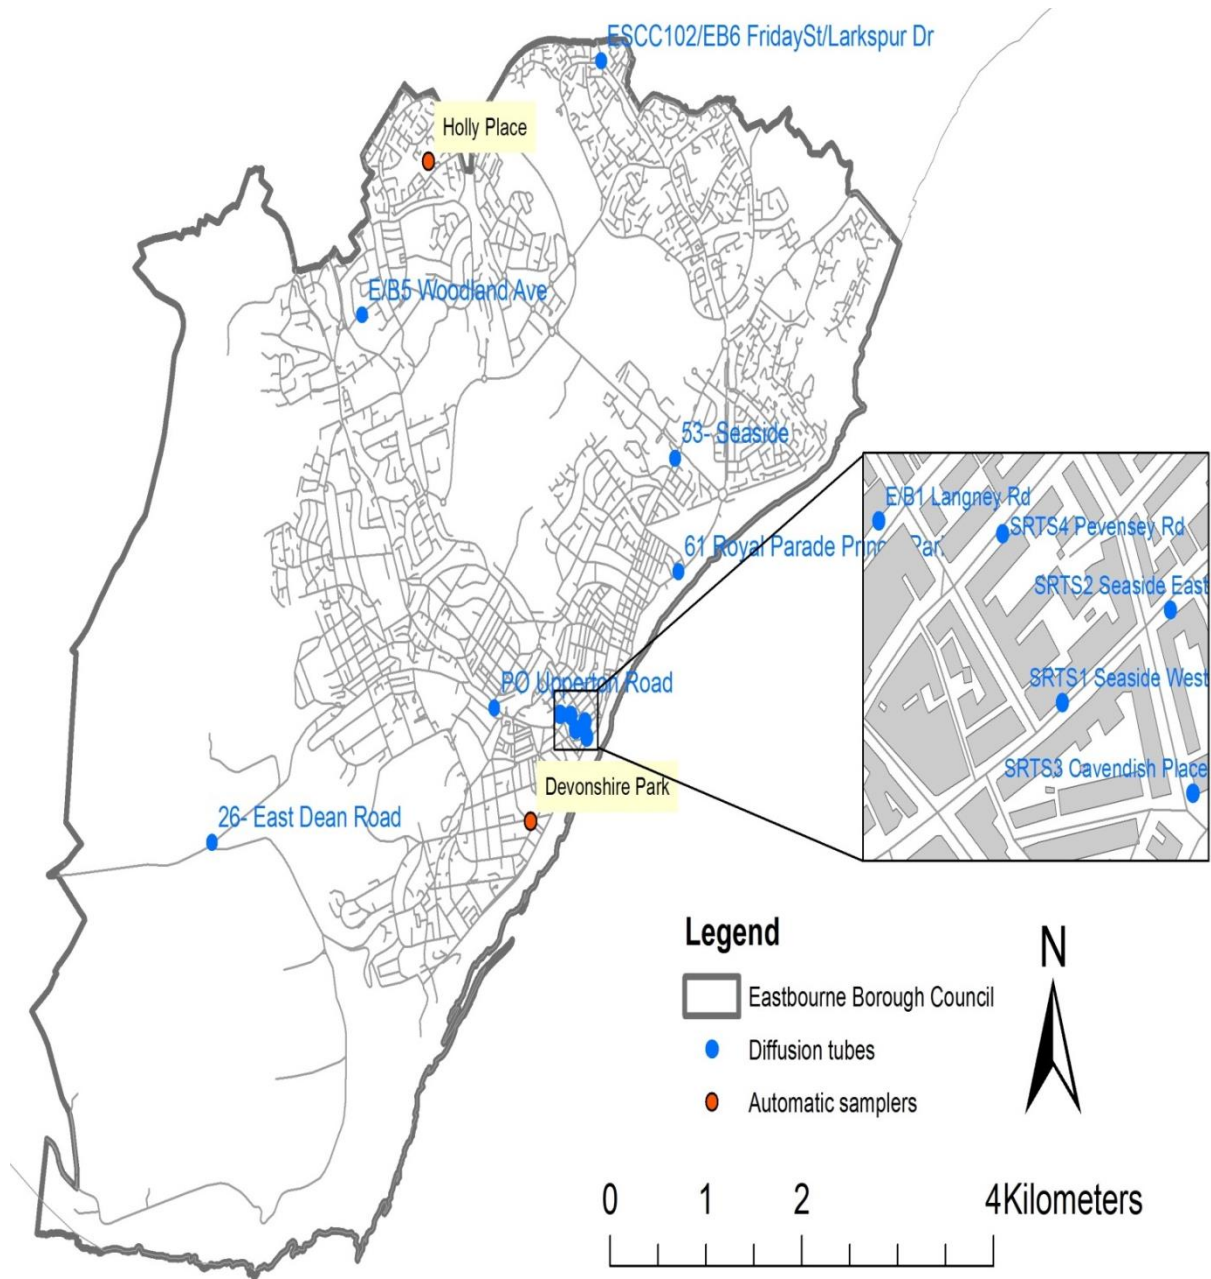 ESCC102/EB6 FridaySt/Larkspur Dr
Holly Place
E/B5 Woodland Ave
53- Seaside
61 Royal Parade
PO Upperton Road
Devonshire Park
26- East Dean Road
E/B1 Langney Rd
SRTS4 Pevensey Rd
SRTS2 Seaside East
SRTS1 Seaside West
SRTS3 Cavendish Place
Legend
Eastbourne Borough Council
Diffusion tubes
Automatic samplers
N
0 1 2 4Kilometers